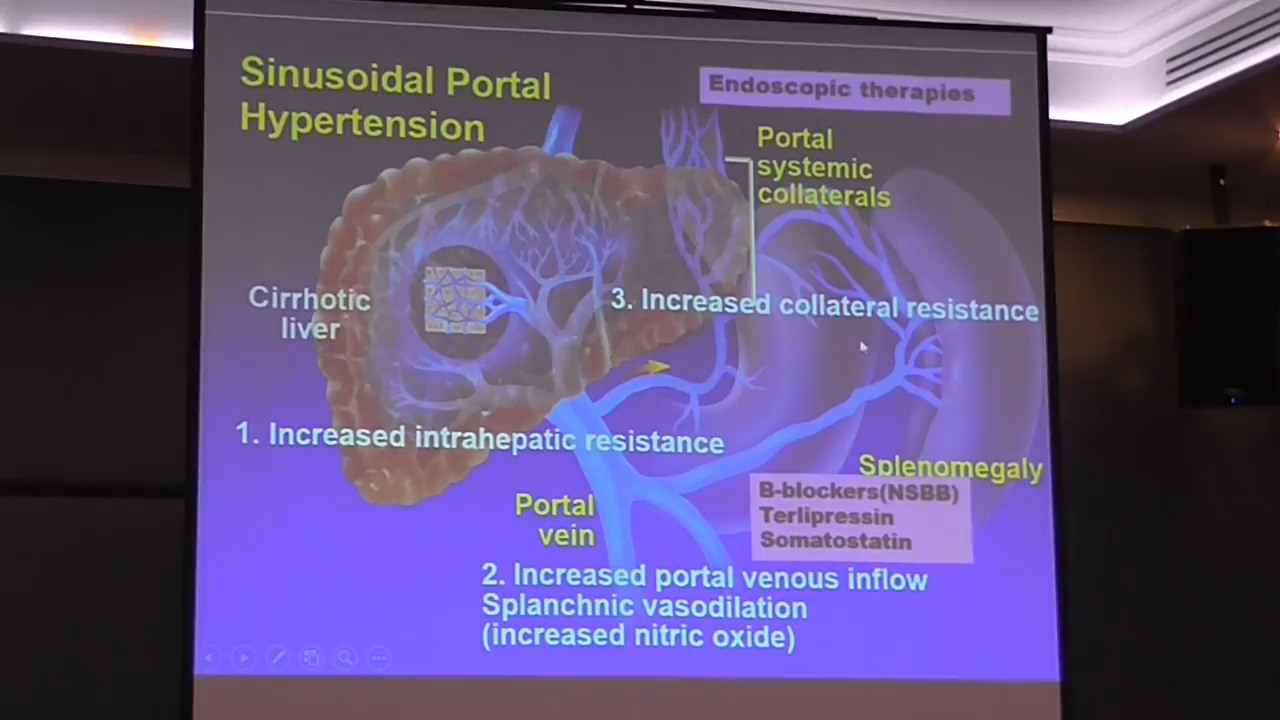 Sinusoidal Portal
Hypertension
Endoscopic therapies
Portal
systemic
collaterals
Cirrhotic
liver
3. Increased collateral resistance
1. Increased intrahepatic resistance
Splenomegaly
B-blockers(NSBB)
Terlipressin
Somatostatin
Portal
vein
2. Increased portal venous inflow
Splanchnic vasodilation
(increased nitric oxide)